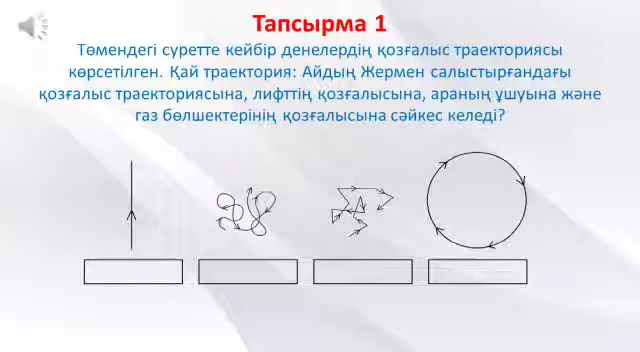 Тапсырма 1
Төмендегі суретте кейбір денелердің қозғалыс траекториясы
көрсетілген. Қай траектория: Айдың Жермен салыстырғандағы
қозғалыс траекториясына, лифттің қозғалысына, араның ұшуына және
газ бөлшектерінің қозғалысына сәйкес келеді?